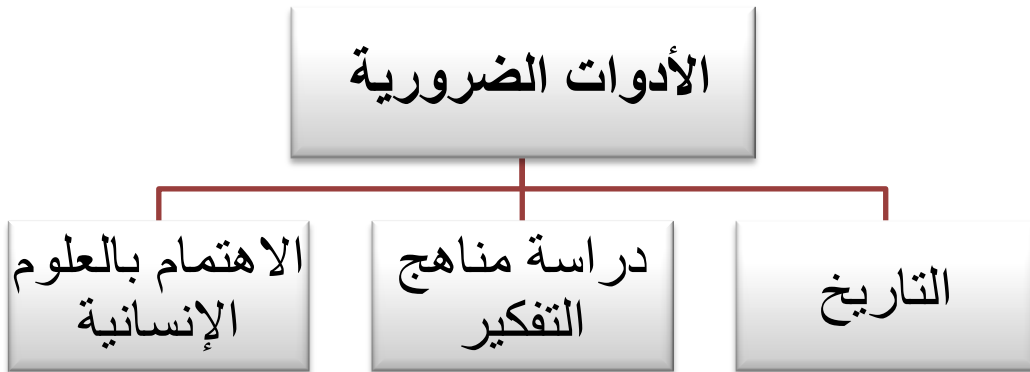 الأدوات الضرورية
التاريخ
دراسة مناهج
التفكير
الاهتمام بالعلوم
الإنسانية